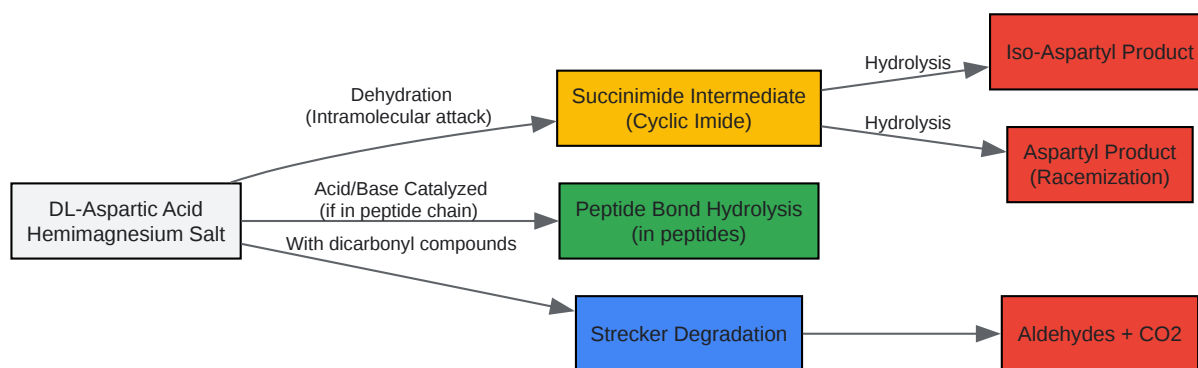 DL-Aspartic Acid
Hemimagnesium Salt
Dehydration
(Intramolecular attack)
Succinimide Intermediate
(Cyclic Imide)
Hydrolysis
Iso-Aspartyl Product
Hydrolysis
Aspartyl Product
(Racemization)
Acid/Base Catalyzed
(if in peptide chain)
Peptide Bond Hydrolysis
(in peptides)
With dicarbonyl compounds
Strecker Degradation
Aldehydes + CO2